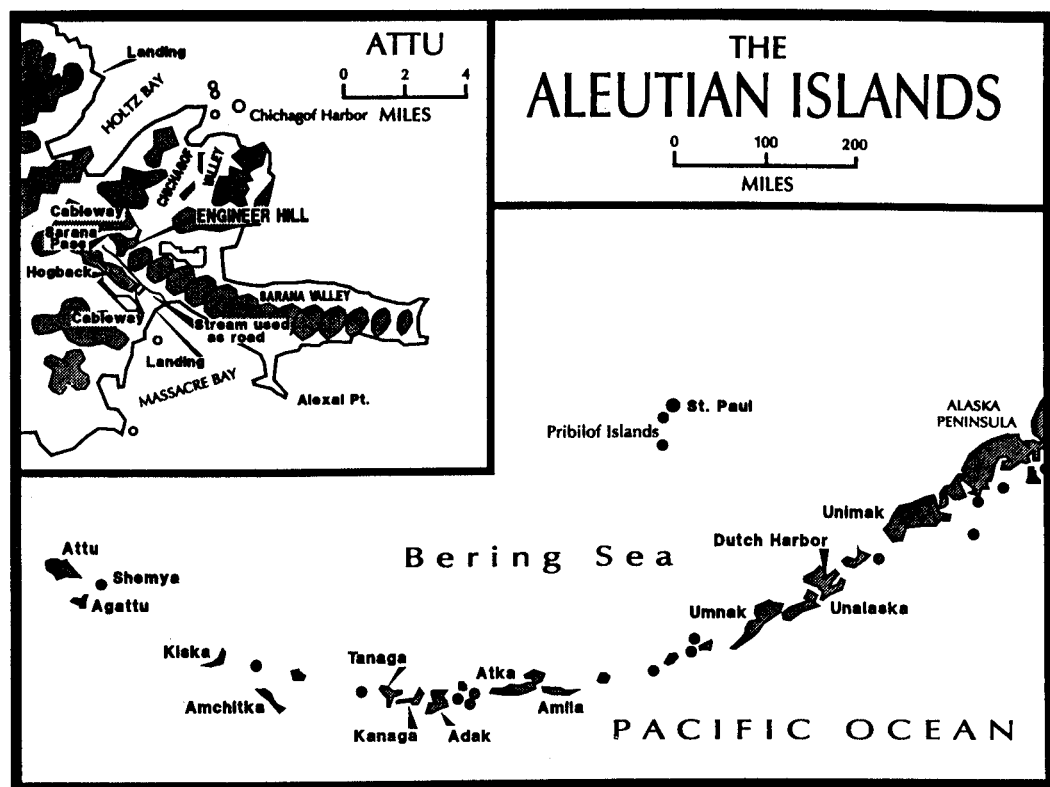 THE
ALEUTIAN ISLANDS
0 100 200
MILES
ATTU
0 2 4
MILES
Landing
HOLTZ BAY
Chichagof Harbor
CHICHAGOF
VALLEY
Cableway
ENGINEER HILL
Sarana
Pass
Hogback
SARANA VALLEY
Cableway
Stream used
as road
Landing
MASSACRE BAY
Alexai Pt.
St. Paul
Pribilof Islands
ALASKA
PENINSULA
Unimak
Dutch Harbor
Bering Sea
Attu
Shemya
Agattu
Umnak
Unalaska
Kiska
Tanaga
Atka
Amchitka
Amlia
Kanaga
Adak
PACIFIC OCEAN